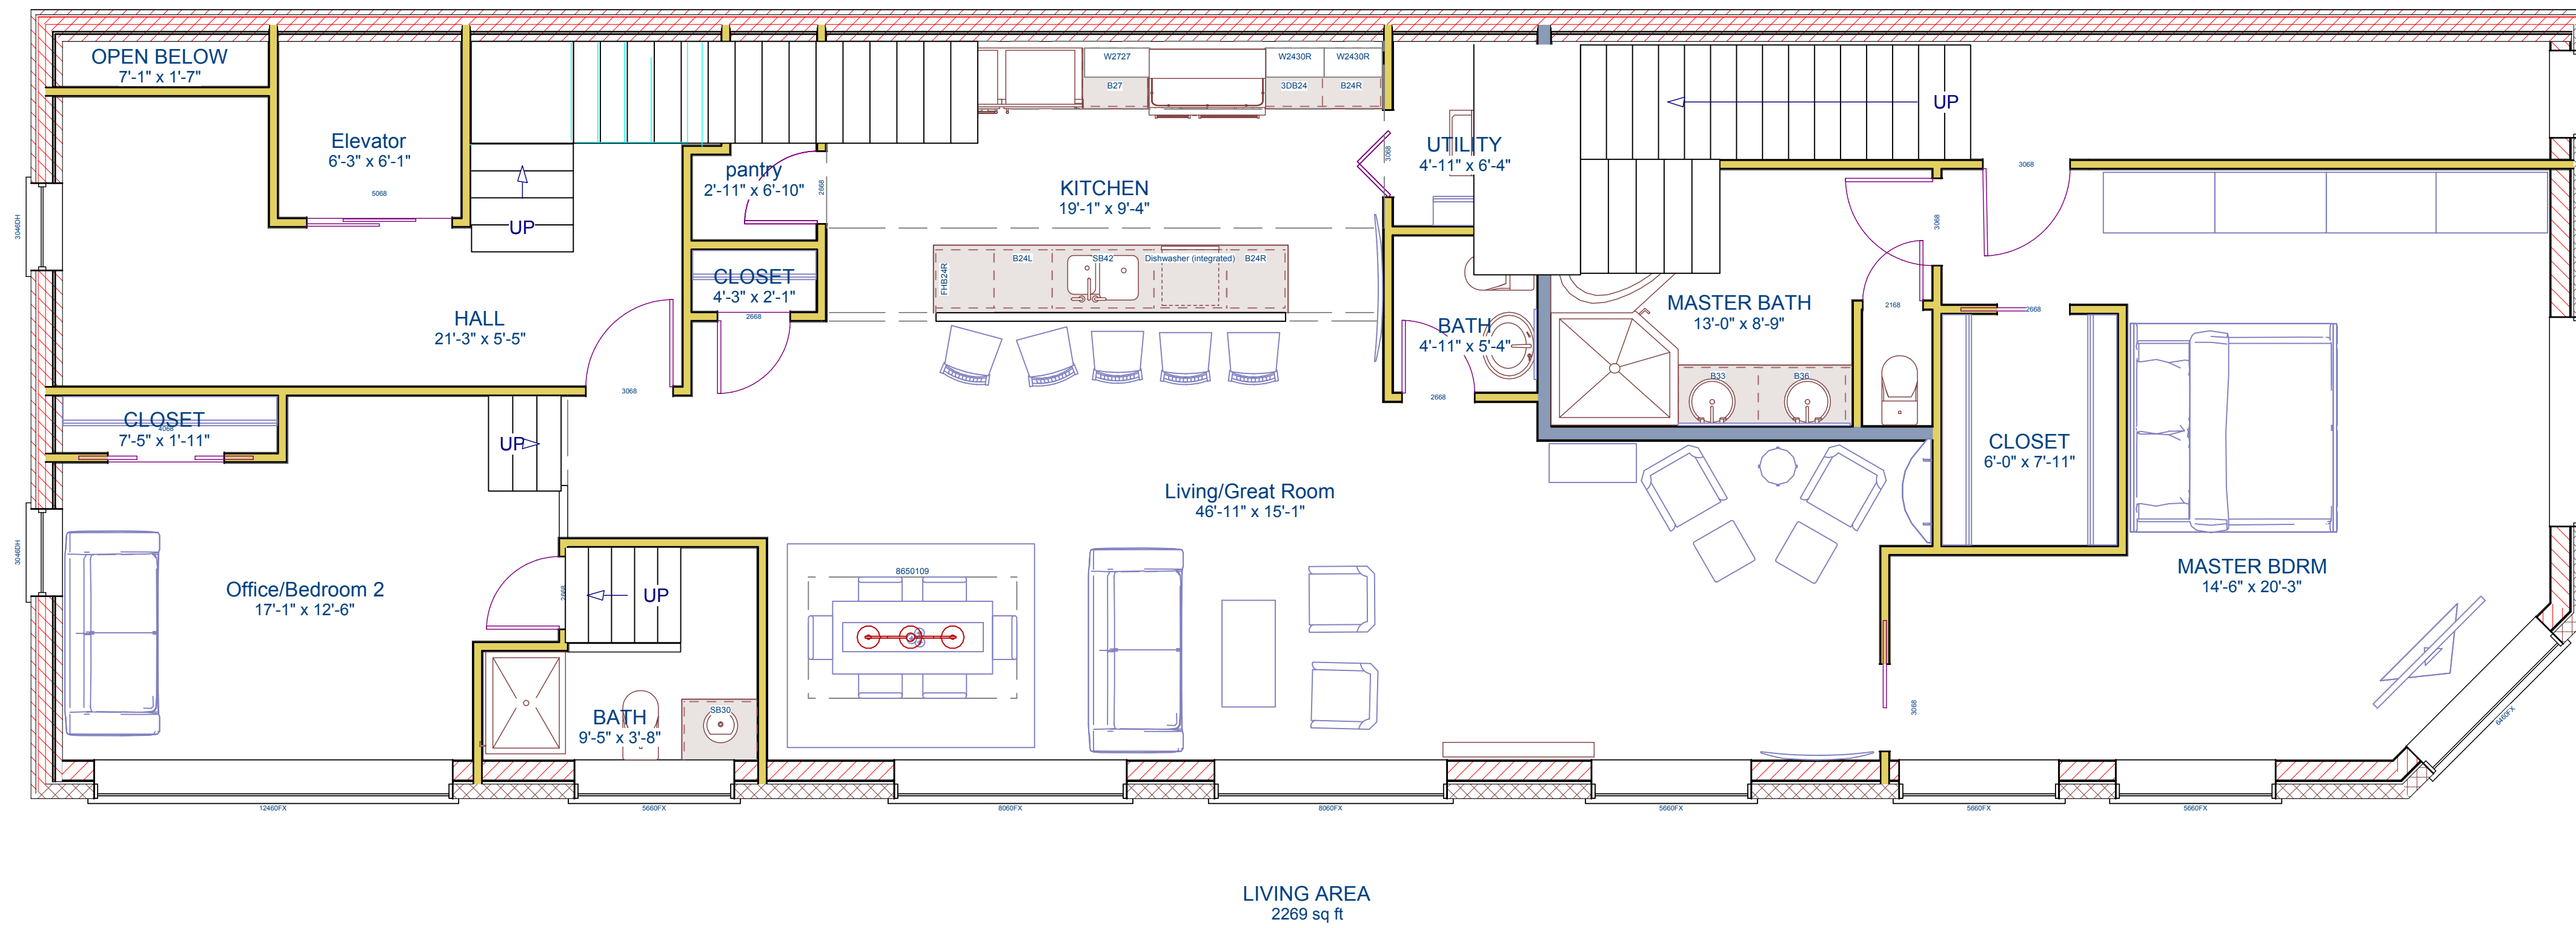 OPEN BELOW
7'-1" x 1'-7"
Elevator
6'-3" x 6'-1"
5068
UP
3046DH
HALL
21'-3" x 5'-5"
3068
pantry
2'-11" x 6'-10"
2668
CLOSET
4'-3" x 2'-1"
2668
KITCHEN
19'-1" x 9'-4"
W2727
B27
W2430R
W2430R
3DB24
B24R
FHB24R
B24L
SB42
Dishwasher (integrated)
B24R
3068
UTILITY
4'-11" x 6'-4"
BATH
4'-11" x 5'-4"
2668
UP
MASTER BATH
13'-0" x 8'-9"
B33
B36
2168
3068
3068
2668
CLOSET
6'-0" x 7'-11"
MASTER BDRM
14'-6" x 20'-3"
3068
6460FX
CLOSET
4068
7'-5" x 1'-11"
UP
3046DH
Office/Bedroom 2
17'-1" x 12'-6"
2668
UP
BATH
9'-5" x 3'-8"
SB30
8650109
Living/Great Room
46'-11" x 15'-1"
12460FX
5660FX
8060FX
8060FX
5660FX
5660FX
5660FX
LIVING AREA
2269 sq ft